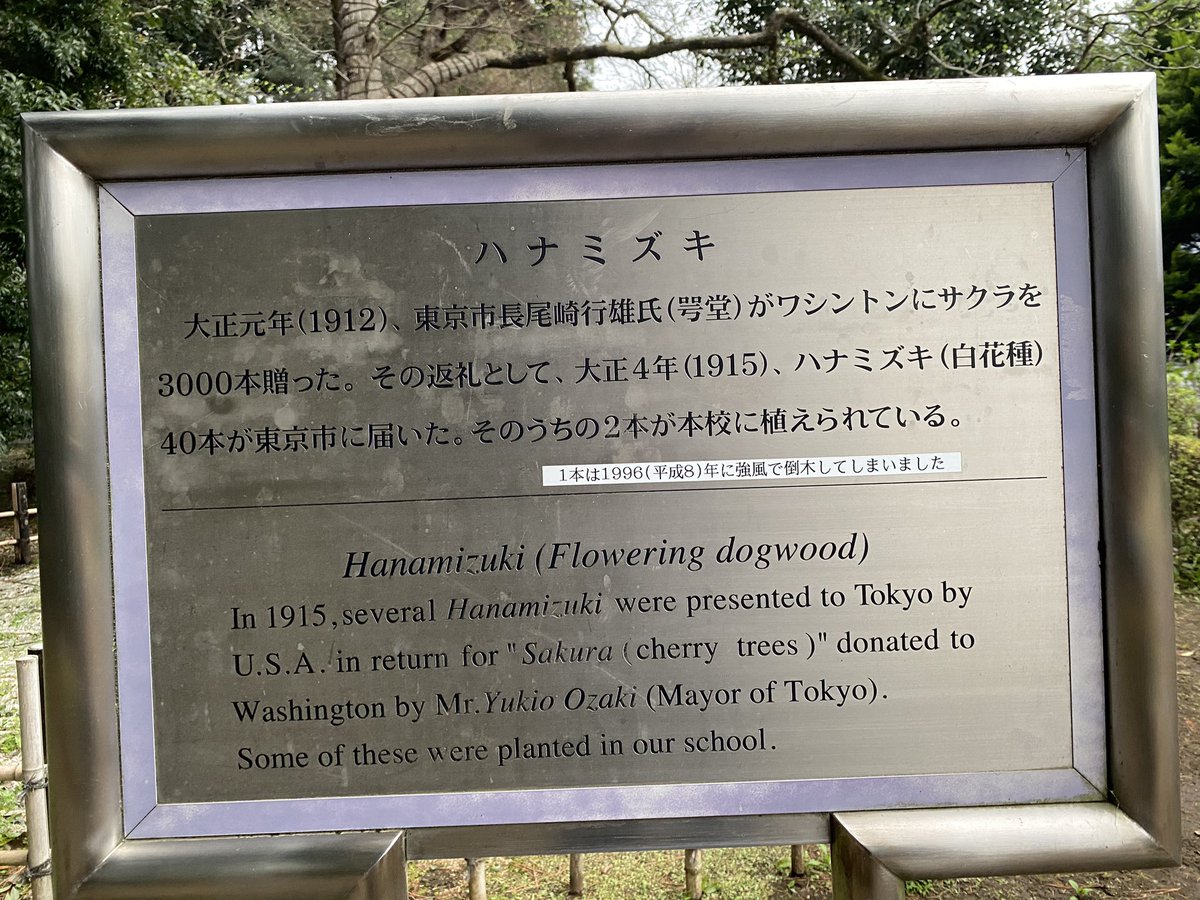 ハナミズキ
大正元年(1912)、東京市長尾崎行雄氏(咢堂)がワシントンにサクラを
3000本贈った。その返礼として、大正4年(1915)、ハナミズキ(白花種)
40本が東京市に届いた。そのうちの2本が本校に植えられている。
1本は1996(平成8)年に強風で倒木してしまいました
Hanamizuki (Flowering dogwood)
In 1915, several Hanamizuki were presented to Tokyo by
U.S.A. in return for "Sakura (cherry trees)" donated to
Washington by Mr. Yukio Ozaki (Mayor of Tokyo).
Some of these were planted in our school.